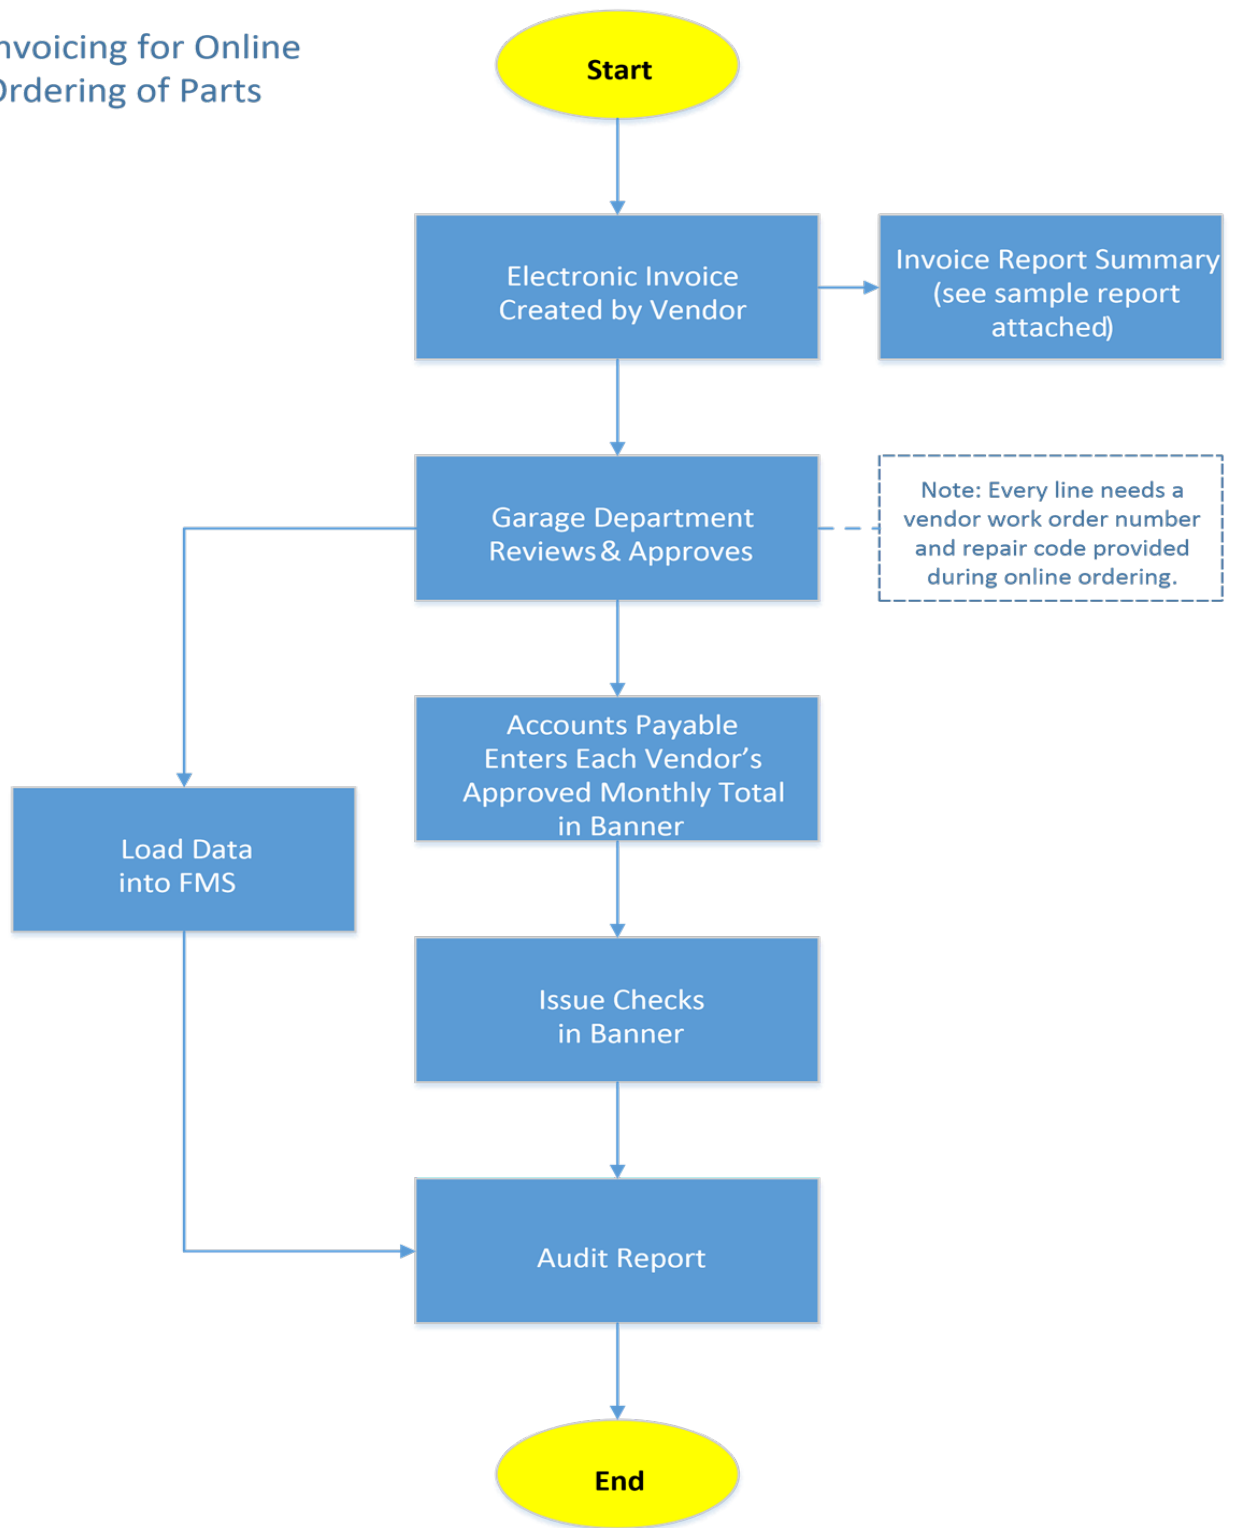 nvoicing for Online
Ordering of Parts
Start
Electronic Invoice
Created by Vendor
Invoice Report Summary
(see sample report
attached)
Garage Department
Reviews & Approves
Note: Every line needs a
vendor work order number
and repair code provided
during online ordering.
Accounts Payable
Enters Each Vendor’s
Approved Monthly Total
in Banner
Load Data
into FMS
Issue Checks
in Banner
Audit Report
End